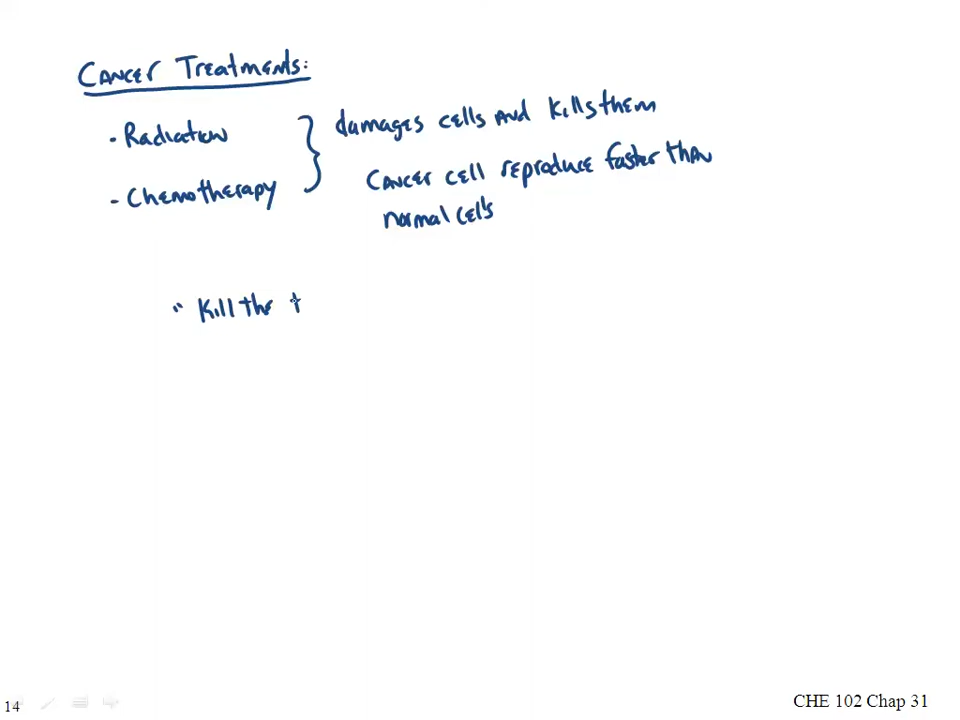 Cancer Treatments:
• Radiation
- Chemotherapy
damages cells and kills them
Cancer cell reproduce faster than
normal cells
" Kill the t
14
CHE 102 Chap 31